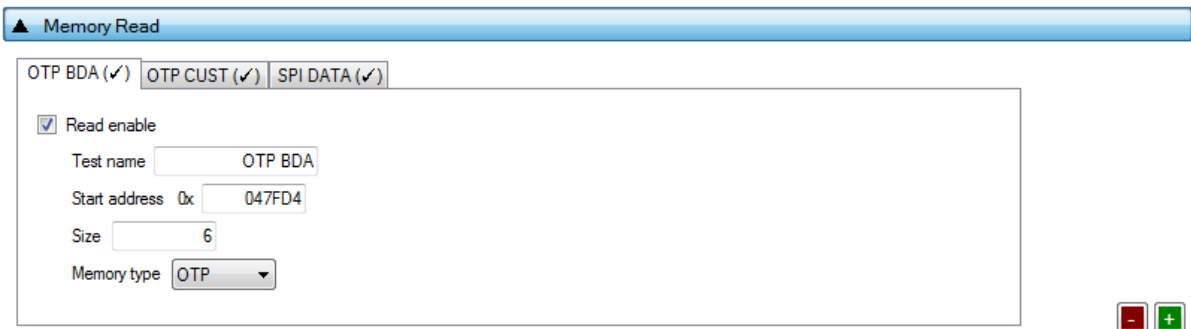 ▲ Memory Read
OTP BDA (✓) OTP CUST (✓) SPI DATA (✓)
Read enable
Test name OTP BDA
Start address 0x 047FD4
Size 6
Memory type OTP
- +